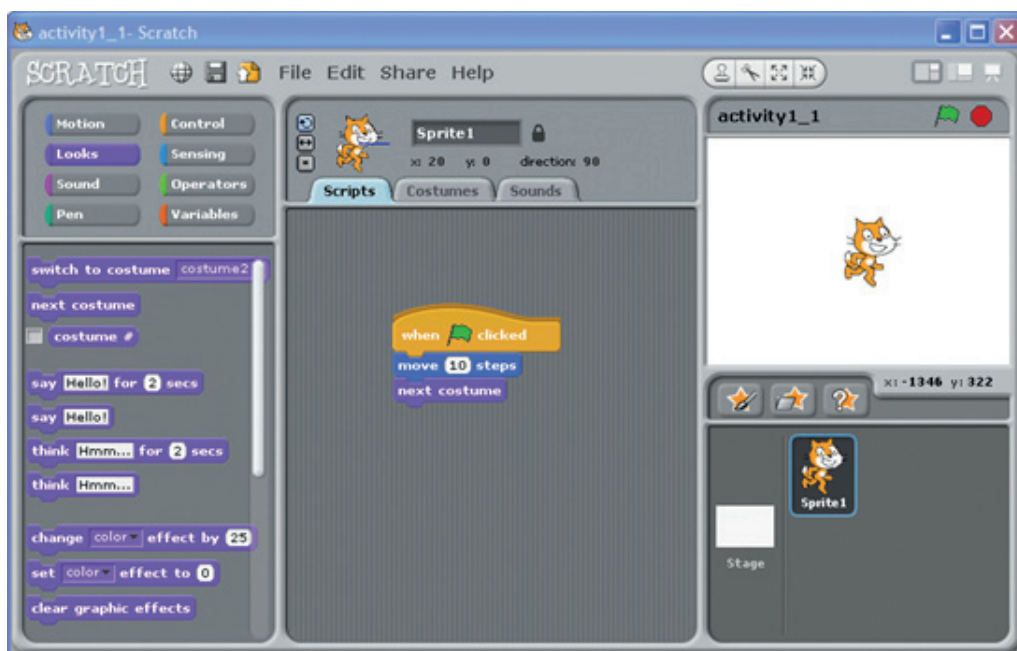 activity1_1- Scratch
SCRATCH File Edit Share Help
Motion Control
Looks Sensing
Sound Operators
Pen Variables
switch to costume costume2
next costume
costume #
say Hello! for 2 secs
say Hello!
think Hmm... for 2 secs
think Hmm...
change color effect by 25
set color effect to 0
clear graphic effects
Sprite1
x: 20 y: 0 direction: 90
Scripts Costumes Sounds
when clicked
move 10 steps
next costume
activity1_1
x: -1346 y: 322
Sprite1
Stage